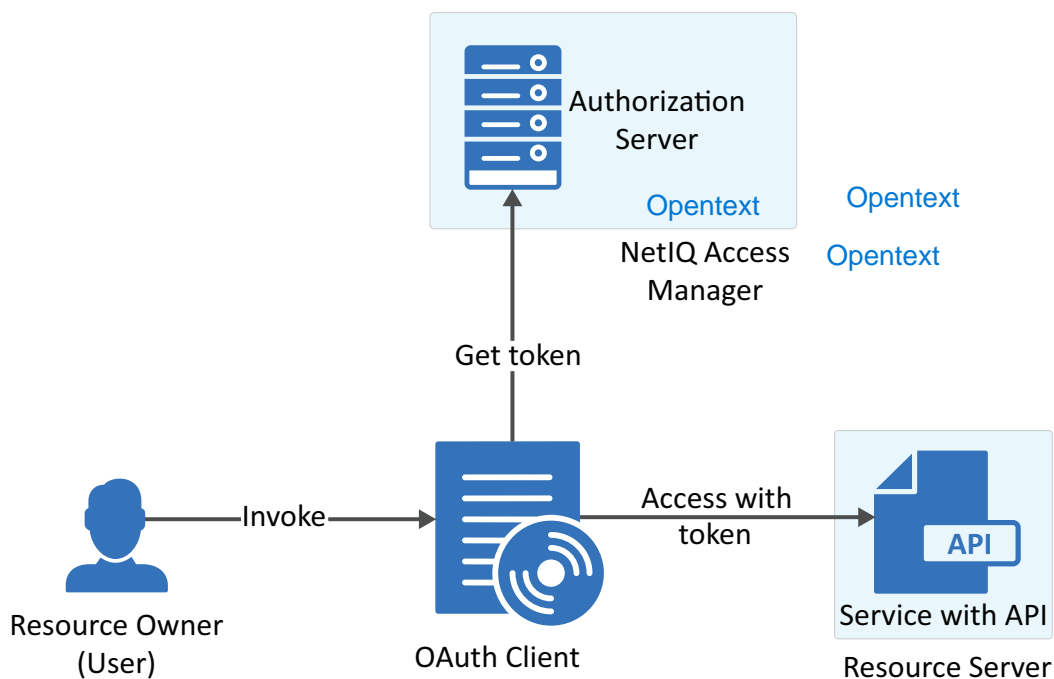 Authorization
Server
Opentext
Opentext
NetIQ Access
Manager
Opentext
Get token
Invoke
Access with
token
API
Service with API
Resource Owner
(User)
OAuth Client
Resource Server